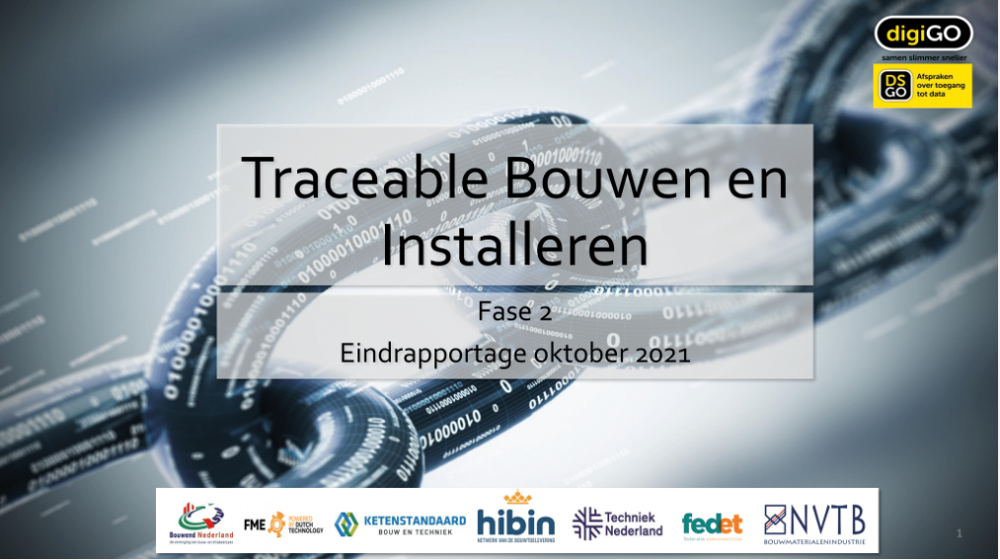 digiGO
samen slimmer sneller
DS
GO
Afspraken
over toegang
tot data
Traceable Bouwen en
Installeren
Fase 2
Eindrapportage oktober 2021
Bouwend Nederland
FME
POWERED
BY DUTCH
TECHNOLOGY
KETENSTANDAARD
BOUW EN TECHNIEK
hibin
NETWERK VAN DE BOUWTOELEVERING
Techniek
Nederland
fedet
NVTB
BOUWMATERIALENINDUSTRIE
1